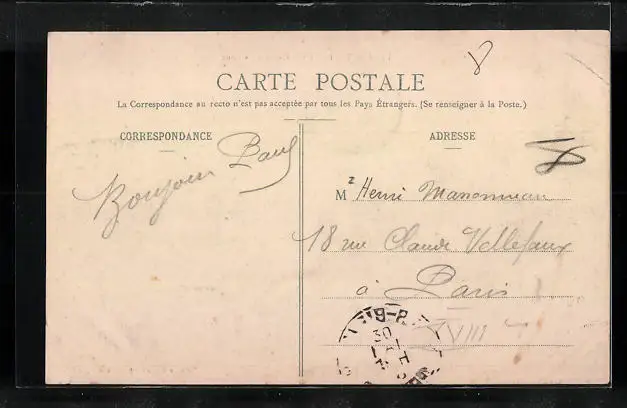 CARTE POSTALE
La Correspondance au recto n'est pas acceptée par tous les Pays Étrangers. (Se renseigner à la Poste.)
CORRESPONDANCE
Bonjour Paul
ADRESSE
8
M r Henri
18 rue Claude Vellefaux
à Paris
XVIII